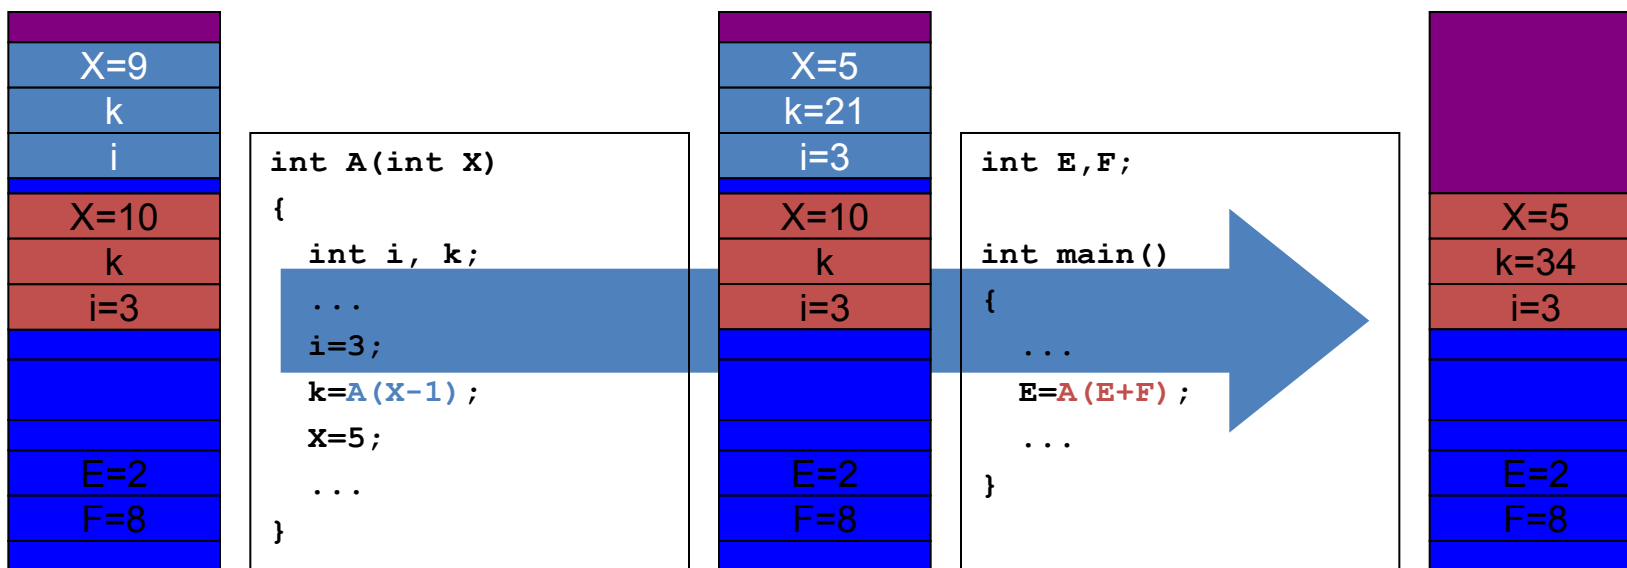 X=9
k
i
X=10
k
i=3
E=2
F=8
int A(int X)
{
int i, k;
...
i=3;
k=A(X-1);
X=5;
...
}
X=5
k=21
i=3
X=10
k
i=3
E=2
F=8
int E,F;
int main()
{
...
E=A(E+F);
...
}
X=5
k=34
i=3
E=2
F=8